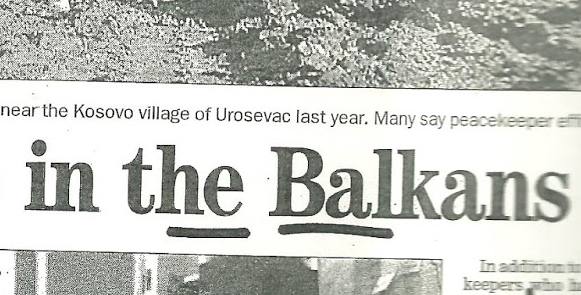 near the Kosovo village of Urosevac last year. Many say peacekeeper
in the Balkans
In addition
keepers who